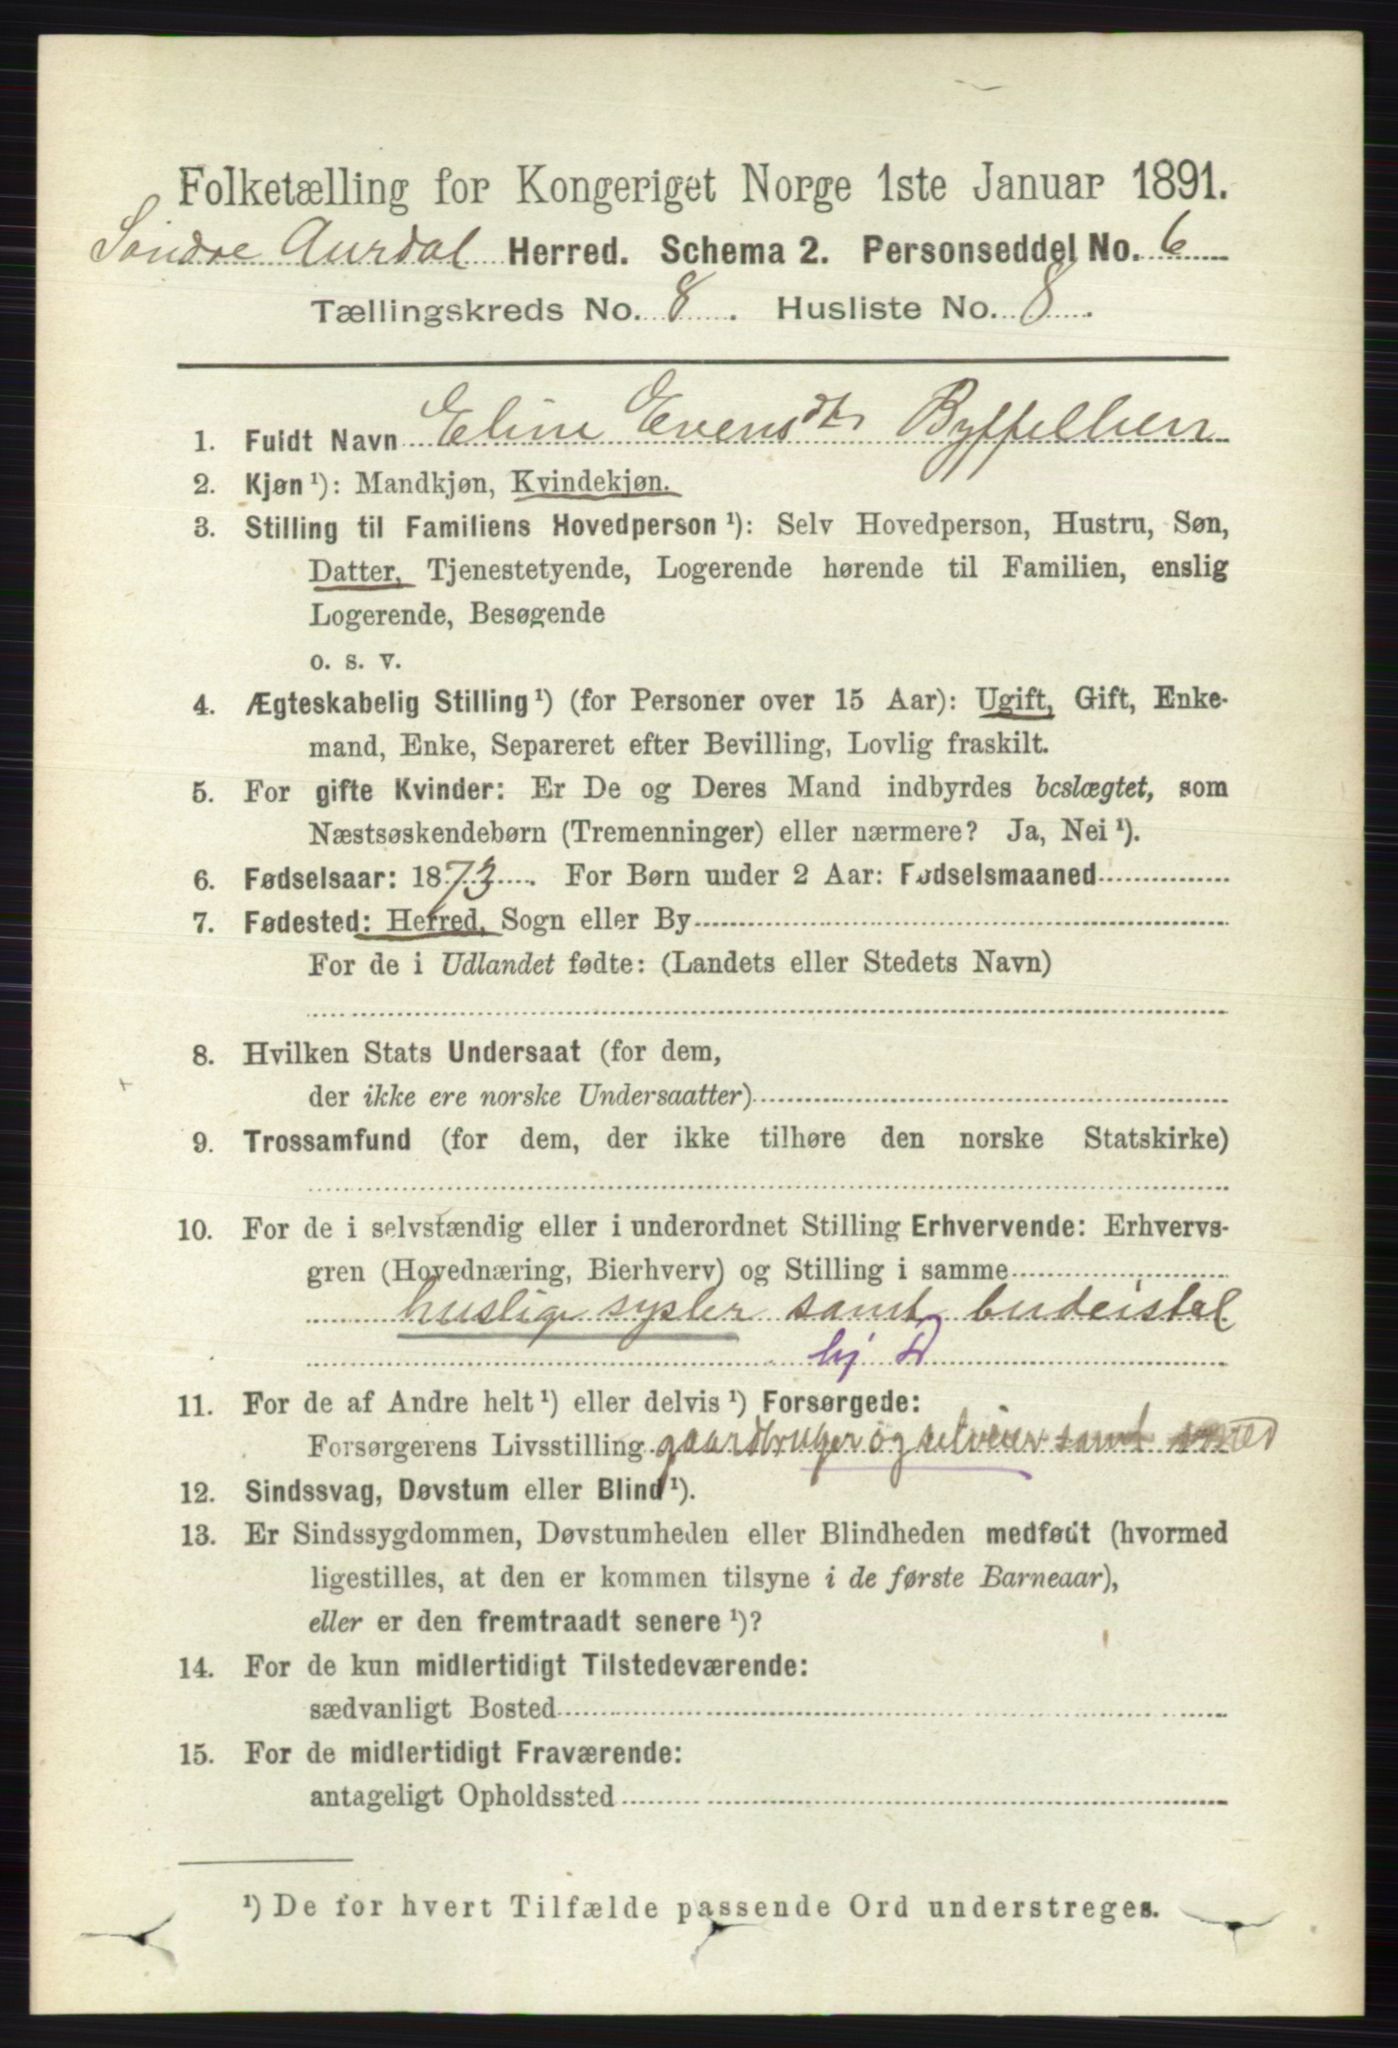 Folketælling for Kongeriget Norge 1ste Januar 1891.
Søndre Aurdal Herred. Schema 2. Personseddel No. 6
Tællingskreds No. 8. Husliste No. 8.
1. Fuldt Navn Eline Evensdtr
2. Kjøn ¹): Mandkjøn, Kvindekjøn.
3. Stilling til Familiens Hovedperson ¹): Selv Hovedperson, Hustru, Søn,
Datter, Tjenestetyende, Logerende hørende til Familien, enslig
Logerende, Besøgende
o. s. v.
4. Ægteskabelig Stilling ¹) (for Personer over 15 Aar): Ugift, Gift, Enke-
mand, Enke, Separeret efter Bevilling, Lovlig fraskilt.
5. For gifte Kvinder: Er De og Deres Mand indbyrdes beslægtet, som
Næstsøskendebørn (Tremenninger) eller nærmere? Ja, Nei ¹).
6. Fødselsaar: 1873. For Børn under 2 Aar: Fødselsmaaned
7. Fødested: Herred, Sogn eller By
For de i Udlandet fødte: (Landets eller Stedets Navn)
8. Hvilken Stats Undersaat (for dem,
der ikke ere norske Undersaatter)
9. Trossamfund (for dem, der ikke tilhøre den norske Statskirke)
10. For de i selvstændig eller i underordnet Stilling Erhvervende: Erhvervs-
gren (Hovednæring, Bierhverv) og Stilling i samme
huslige sysler samt budeistel
hj D
11. For de af Andre helt ¹) eller delvis ¹) Forsørgede:
Forsørgerens Livsstilling gaardbruger og selveier samt
12. Sindssvag, Døvstum eller Blind ¹).
13. Er Sindssygdommen, Døvstumheden eller Blindheden medfødt (hvormed
ligestilles, at den er kommen tilsyne i de første Barneaar),
eller er den fremtraadt senere ¹)?
14. For de kun midlertidigt Tilstedeværende:
sædvanligt Bosted
15. For de midlertidigt Fraværende:
antageligt Opholdssted
¹) De for hvert Tilfælde passende Ord understreges.